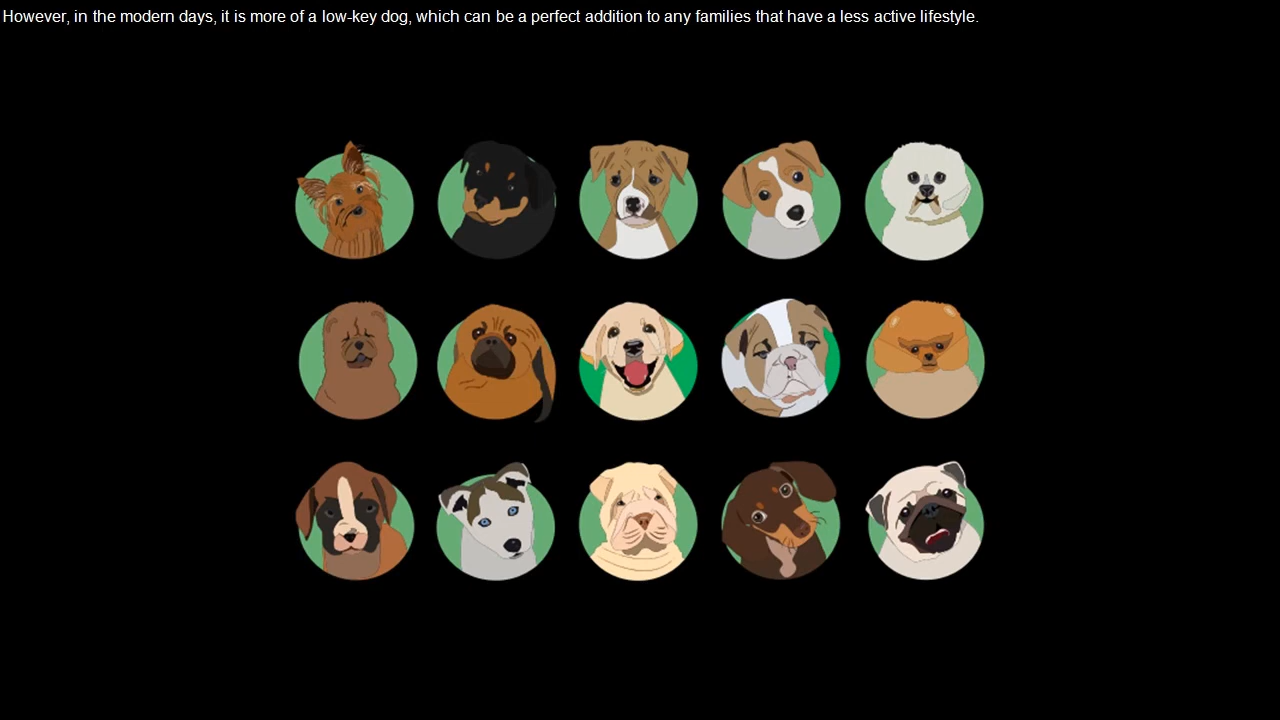 However, in the modern days, it is more of a low-key dog, which can be a perfect addition to any families that have a less active lifestyle.